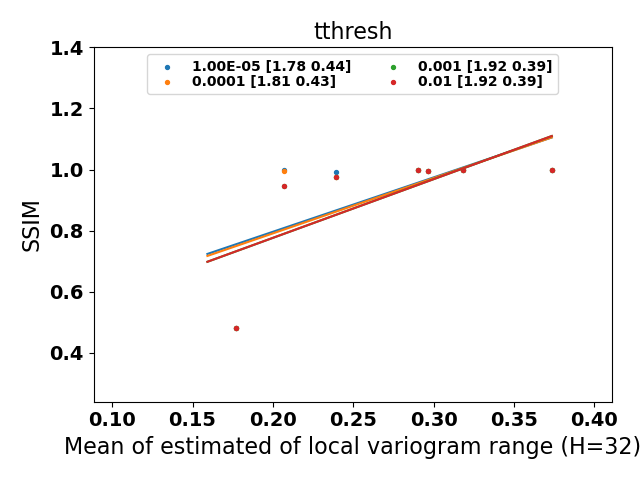 tthresh
1.00E-05 [1.78 0.44]
0.0001 [1.81 0.43]
0.001 [1.92 0.39]
0.01 [1.92 0.39]
SSIM
1.4
1.2
1.0
0.8
0.6
0.4
0.10 0.15 0.20 0.25 0.30 0.35 0.40
Mean of estimated of local variogram range (H=32)